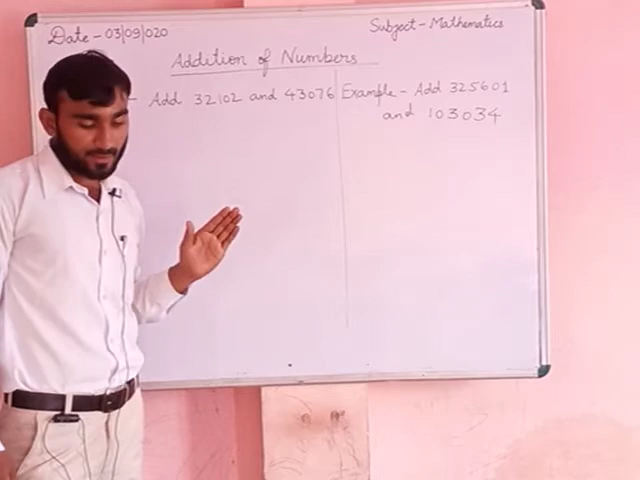 Date - 03/09/020
Subject - Mathematics
Addition of Numbers
- Add 32102 and 43076
Example - Add 325601
and 103034